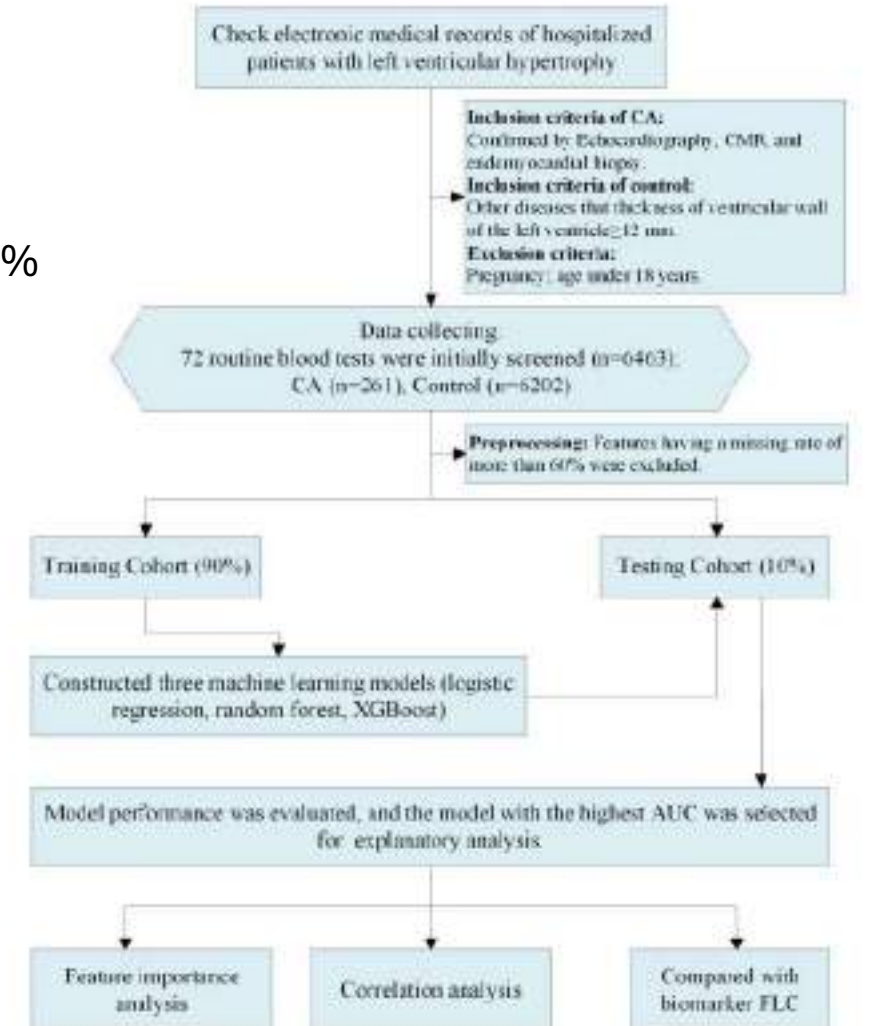 Check electronic medical records of hospitalized
patients with left ventricular hypertrophy
Inclusion criteria of CA:
Confirmed by Echocardiography, CMR, and
endomyocardial biopsy.
Inclusion criteria of control:
Other diseases that thickness of ventricular wall
of the left ventricle≥12 mm.
%
Exclusion criteria:
Pregnancy; age under 18 years.
Data collecting
72 routine blood tests were initially screened (n=6463):
CA (n=261), Control (n=6202)
Preprocessing: Features having a missing rate of
more than 60% were excluded.
Training Cohort (90%)
Testing Cohort (10%)
Constructed three machine learning models (logistic
regression, random forest, XGBoost)
Model performance was evaluated, and the model with the highest AUC was selected
for explanatory analysis
Feature importance
analysis
Correlation analysis
Compared with
biomarker FLC